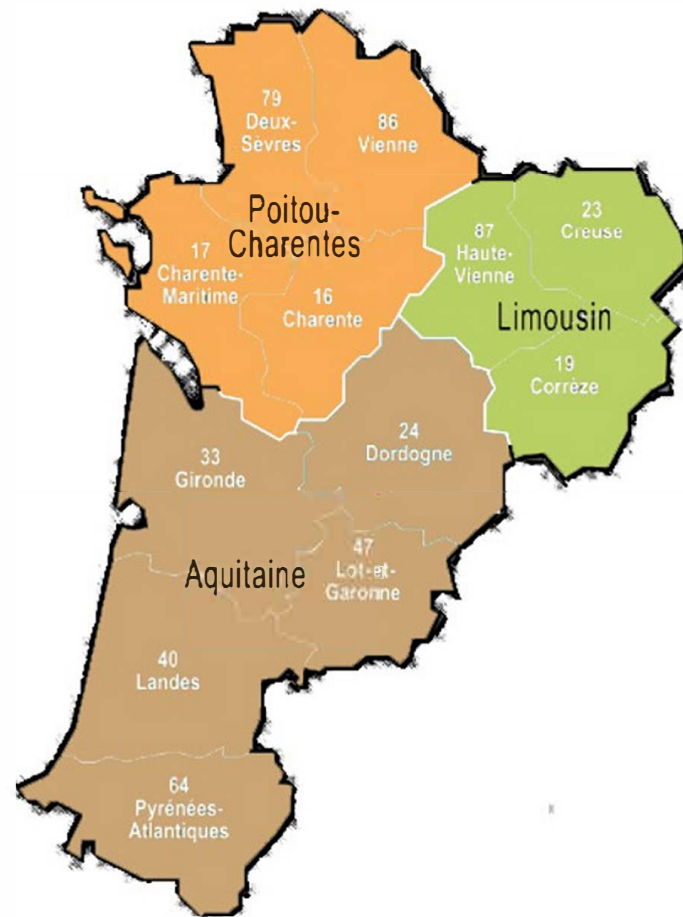 79
Deux-
Sèvres
86
Vienne
Poitou-
Charentes
17
Charente-
Maritime
16
Charente
87
Haute-
Vienne
23
Creuse
Limousin
19
Corrèze
24
Dordogne
33
Gironde
Aquitaine
47
Lot-et-
Garonne
40
Landes
64
Pyrénées-
Atlantiques